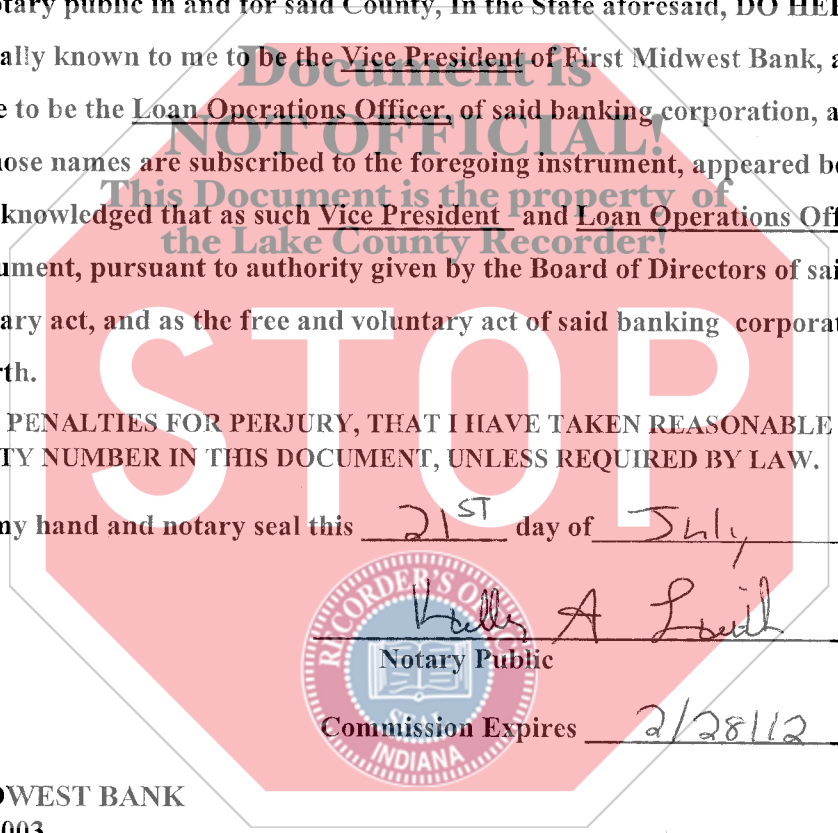 otary public in and for said County, In the State aforesaid, DO HE
ally known to me to be the Vice President of First Midwest Bank, a
Document is
e to be the Loan Operations Officer, of said banking corporation, a
NOT OFFICIAL!
hose names are subscribed to the foregoing instrument, appeared be
This Document is the property of
knowledged that as such Vice President and Loan Operations Off
the Lake County Recorder!
ument, pursuant to authority given by the Board of Directors of sai
ary act, and as the free and voluntary act of said banking corporat
rth.
STOP
PENALTIES FOR PERJURY, THAT I HAVE TAKEN REASONABLE
TY NUMBER IN THIS DOCUMENT, UNLESS REQUIRED BY LAW.
my hand and notary seal this 21ST day of July
RECORDER'S OFFICE
Kelly A
Notary Public
SEAL
Commission Expires 2/28/12
INDIANA
DWEST BANK
003